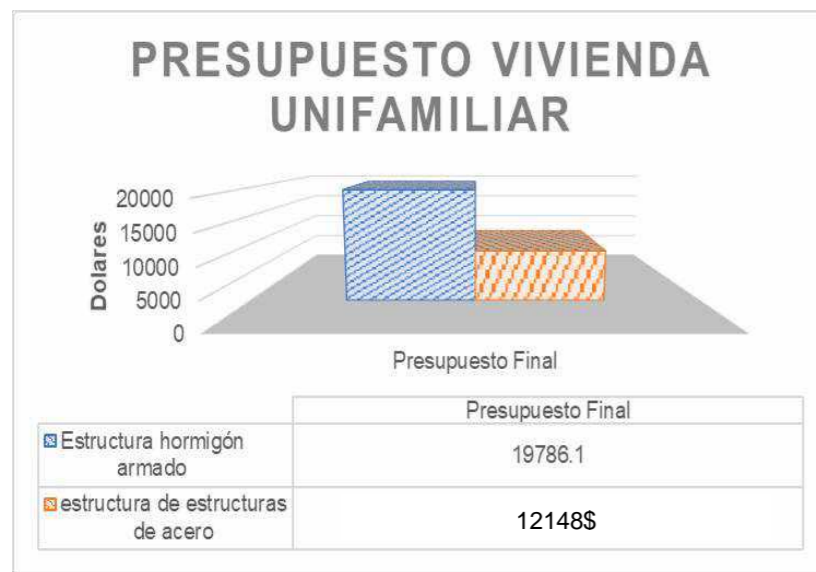 PRESUPUESTO VIVIENDA
UNIFAMILIAR
20000
15000
10000
5000
0
Dolares
Presupuesto Final
Presupuesto Final
Estructura hormigón
armado
19786.1
estructura de estructuras
de acero
12148$